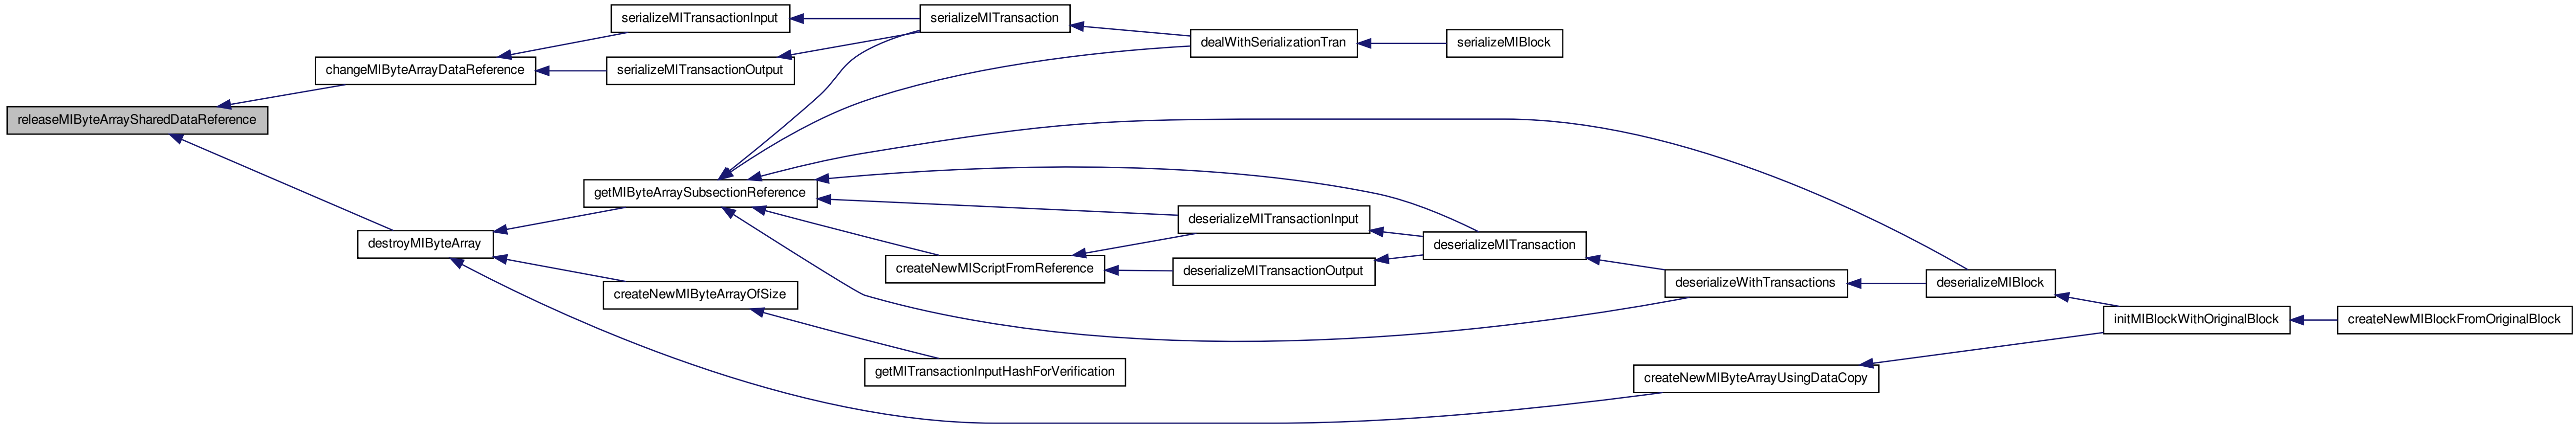 serializeMITransactionInput
serializeMITransaction
dealWithSerializationTran
serializeMIBlock
changeMIByteArrayDataReference
serializeMITransactionOutput
releaseMIByteArraySharedDataReference
getMIByteArraySubsectionReference
deserializeMITransactionInput
destroyMIByteArray
deserializeMITransaction
createNewMIScriptFromReference
deserializeMITransactionOutput
deserializeWithTransactions
deserializeMIBlock
createNewMIByteArrayOfSize
initMIBlockWithOriginalBlock
createNewMIBlockFromOriginalBlock
getMITransactionInputHashForVerification
createNewMIByteArrayUsingDataCopy